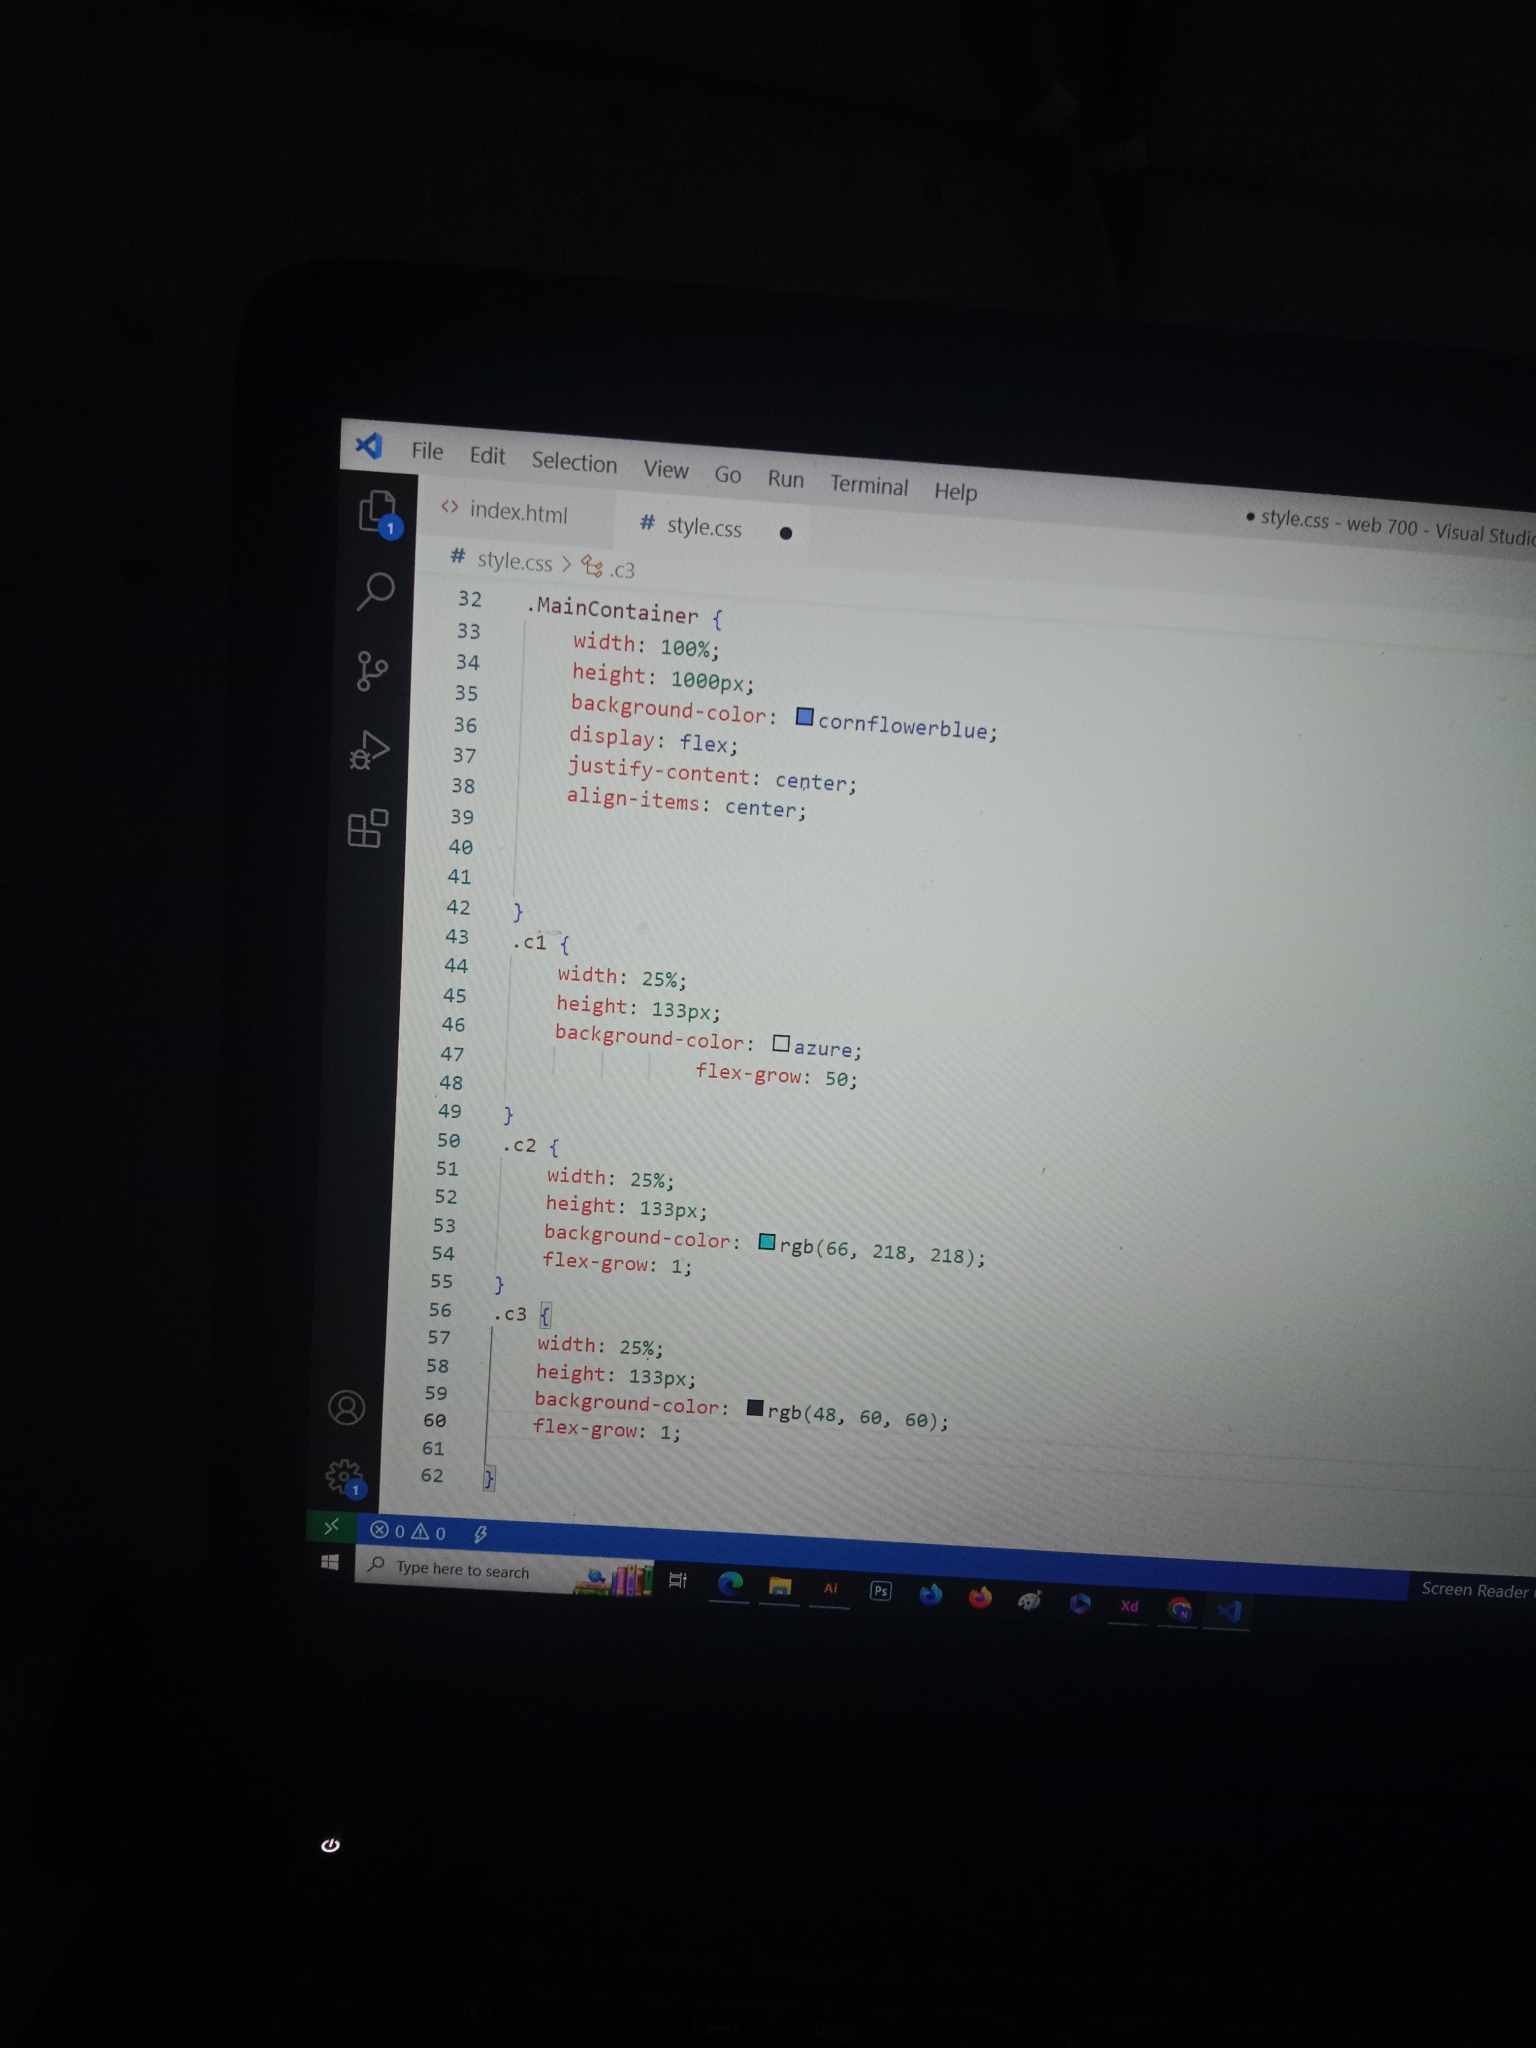 File Edit Selection View Go Run Terminal Help
● style.css - web 700 - Visual Studio
<> index.html # style.css ●
1
# style.css > .c3
32 .MainContainer {
33 width: 100%;
34 height: 1000px;
35 background-color: cornflowerblue;
36 display: flex;
37 justify-content: center;
38 align-items: center;
39
40
41
42 }
43 .c1 {
44 width: 25%;
45 height: 133px;
46 background-color: azure;
47 flex-grow: 50;
48
49 }
50 .c2 {
51 width: 25%;
52 height: 133px;
53 background-color: rgb(66, 218, 218);
54 flex-grow: 1;
55 }
56 .c3 {
57 width: 25%;
58 height: 133px;
59 background-color: rgb(48, 60, 60);
60 flex-grow: 1;
61
62 }
1
0 0
Type here to search
Ai Ps Xd N
Screen Reader